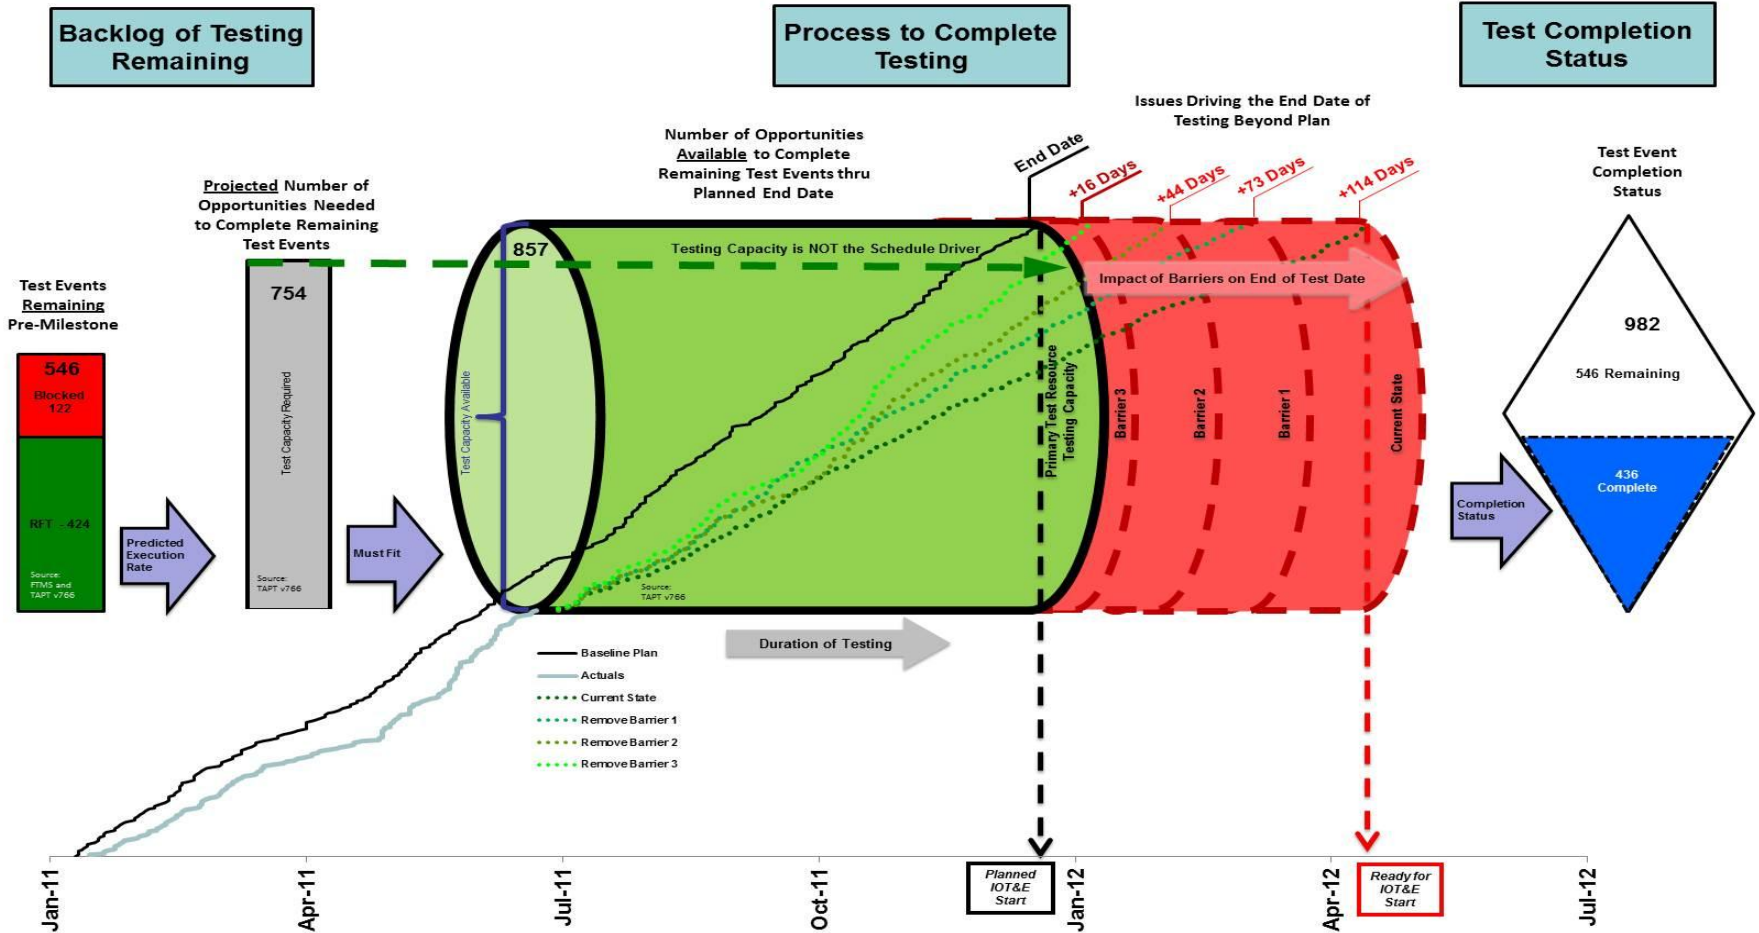 Backlog of Testing
Remaining
Process to Complete
Testing
Test Completion
Status
Issues Driving the End Date of
Testing Beyond Plan
Number of Opportunities
Available to Complete
Remaining Test Events thru
Planned End Date
End Date
+16 Days
+44 Days
+73 Days
+114 Days
Test Event
Completion
Status
Projected Number of
Opportunities Needed
to Complete Remaining
Test Events
Test Events
Remaining
Pre-Milestone
546
Blocked
122
RFT - 424
Source:
FTMS and
TAPT v766
Predicted
Execution
Rate
754
Test Capacity Required
Source:
TAPT v766
Must Fit
857
Test Capacity Available
Testing Capacity is NOT the Schedule Driver
Impact of Barriers on End of Test Date
Primary Test Resource
Testing Capacity
Barrier 3
Barrier 2
Barrier 1
Current State
Source:
TAPT v766
Completion
Status
982
546 Remaining
436
Complete
Duration of Testing
Baseline Plan
Actuals
Current State
Remove Barrier 1
Remove Barrier 2
Remove Barrier 3
Planned
IOT&E
Start
Ready for
IOT&E
Start
Jan-11
Apr-11
Jul-11
Oct-11
Jan-12
Apr-12
Jul-12